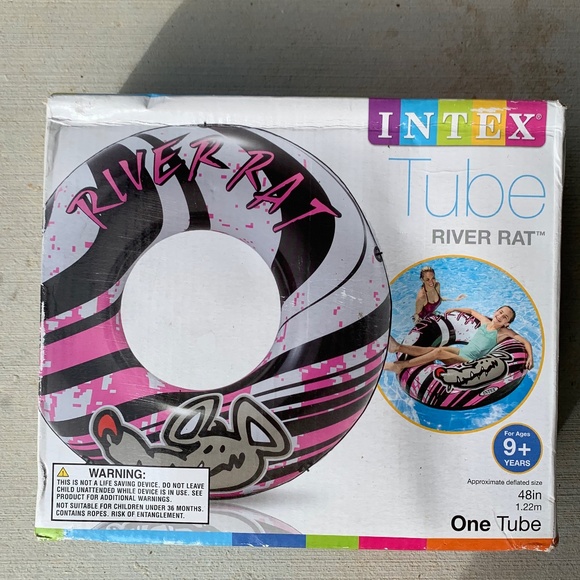 INTEX
Tube
RIVER RAT™
RIVER RAT
For Ages
9+
YEARS
Approximate deflated size
48in
1.22m
One Tube
WARNING:
THIS IS NOT A LIFE SAVING DEVICE. DO NOT LEAVE
CHILD UNATTENDED WHILE DEVICE IS IN USE. SEE
PRODUCT FOR ADDITIONAL WARNINGS.
NOT SUITABLE FOR CHILDREN UNDER 36 MONTHS.
CONTAINS ROPES. RISK OF ENTANGLEMENT.